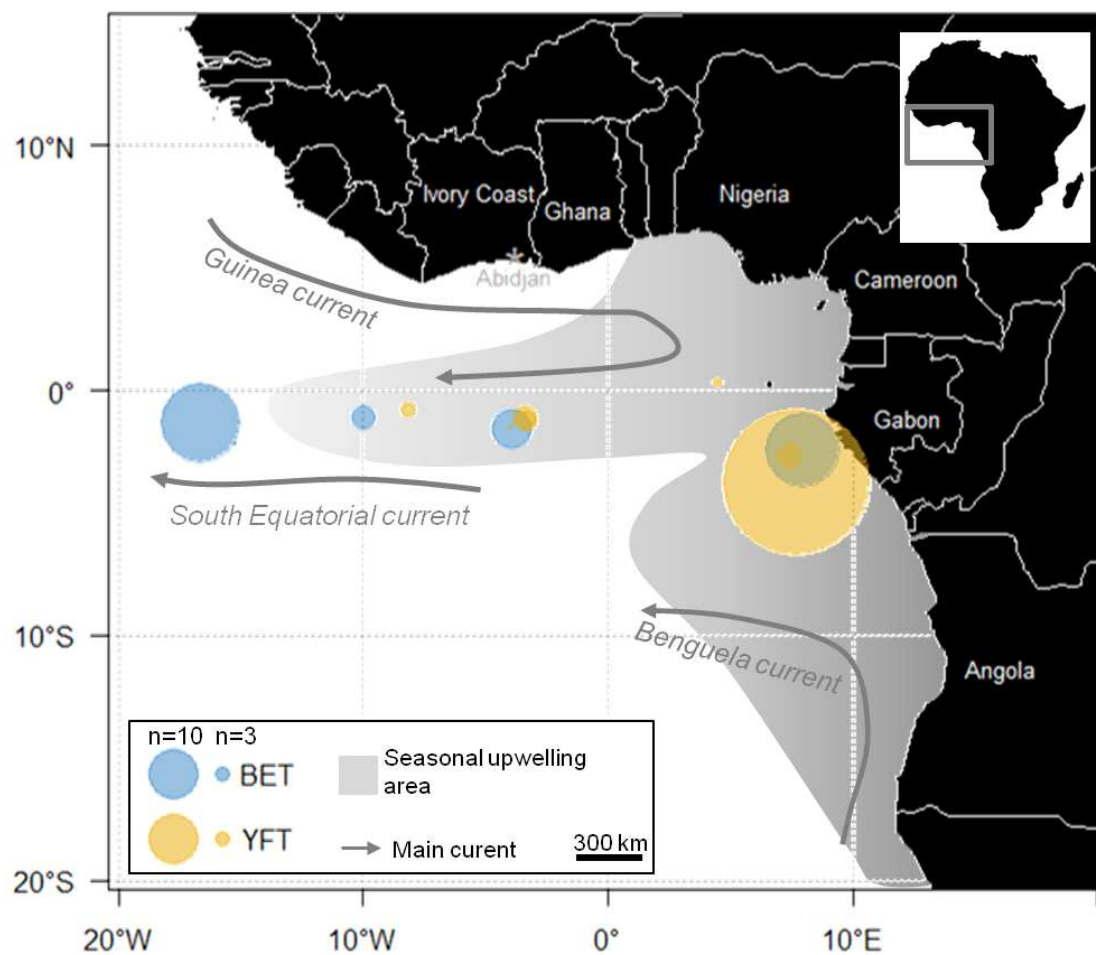 10°N
0°
10°S
20°S
20°W
10°W
0°
10°E
Ivory Coast
Ghana
Nigeria
Abidjan
Cameroon
Gabon
Angola
Guinea current
South Equatorial current
Benguela current
n=10 n=3
BET
YFT
Seasonal upwelling
area
Main curent
300 km